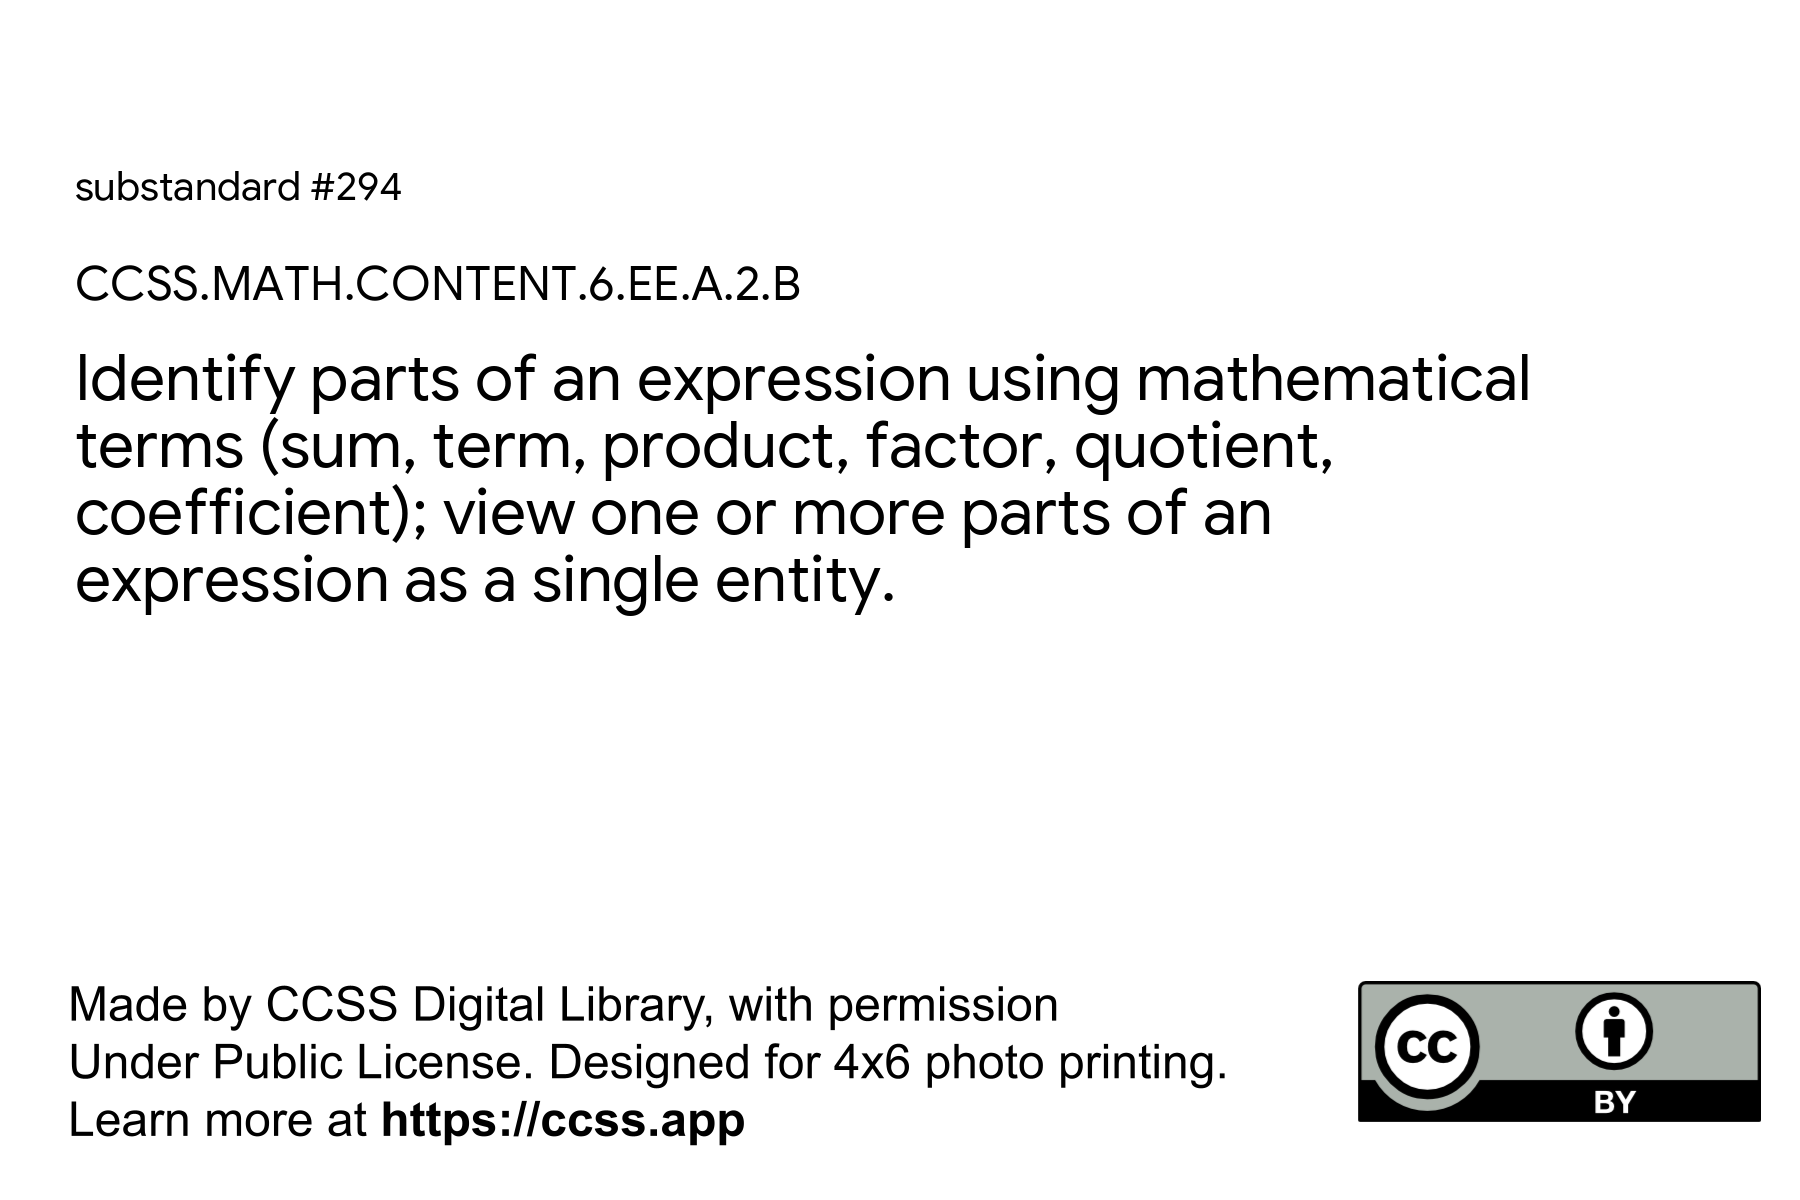 substandard #294
CCSS.MATH.CONTENT.6.EE.A.2.B
Identify parts of an expression using mathematical
terms (sum, term, product, factor, quotient,
coefficient); view one or more parts of an
expression as a single entity.
Made by CCSS Digital Library, with permission
Under Public License. Designed for 4x6 photo printing.
Learn more at https://ccss.app
CC
BY